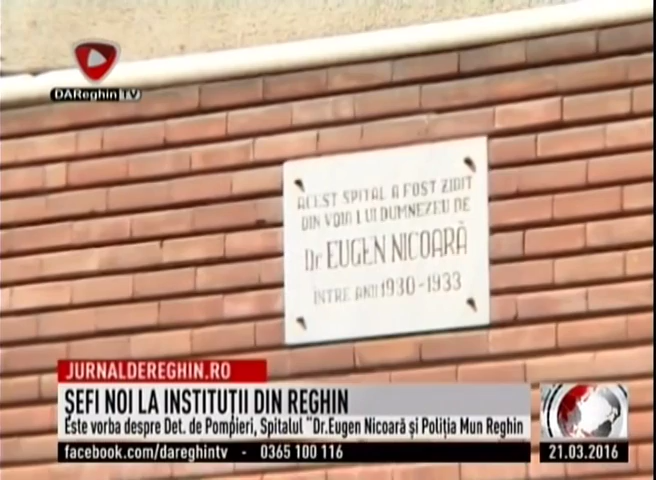 DAReghin TV
ACEST SPITAL A FOST ZIDIT
DIN VOIA LUI DUMNEZEU DE
Dr EUGEN NICOARĂ
INTRE ANII 1930-1933
JURNALDEREGHIN.RO
ȘEFI NOI LA INSTITUTII DIN REGHIN
Este vorba despre Det. de Pompieri, Spitalul "Dr.Eugen Nicoară și Poliția Mun Reghin
facebook.com/dareghintv - 0365 100 116
21.03.2016